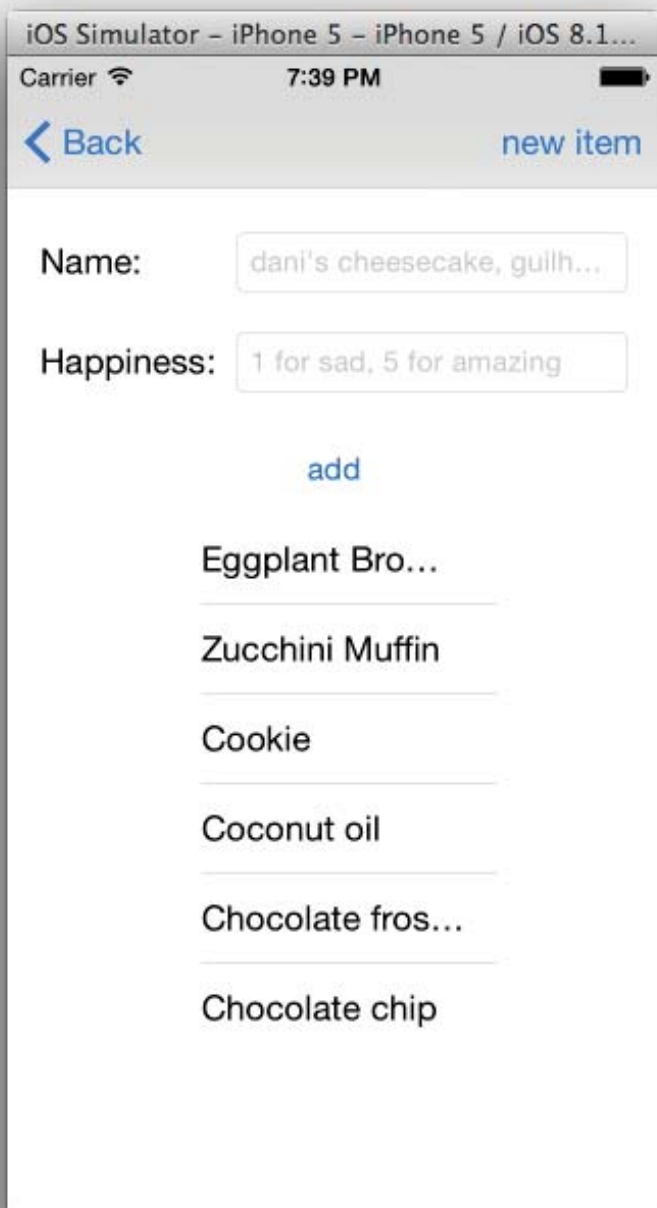 iOS Simulator – iPhone 5 – iPhone 5 / iOS 8.1...
Carrier 7:39 PM
Back new item
Name: dani's cheesecake, guilh...
Happiness: 1 for sad, 5 for amazing
add
Eggplant Bro...
Zucchini Muffin
Cookie
Coconut oil
Chocolate fros...
Chocolate chip